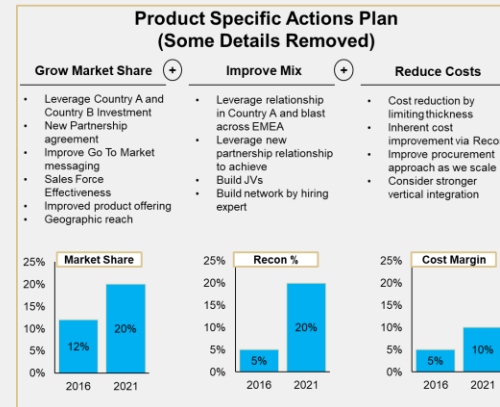 Product Specific Actions Plan
(Some Details Removed)
Grow Market Share
+
Improve Mix
+
Reduce Costs
• Leverage Country A and
Country B Investment
• New Partnership
agreement
• Improve Go To Market
messaging
• Sales Force
Effectiveness
• Improved product offering
• Geographic reach
• Leverage relationship
in Country A and blast
across EMEA
• Leverage new
partnership relationship
to achieve
• Build JVs
• Build network by hiring
expert
• Cost reduction by
limiting thickness
• Inherent cost
improvement via Reco
• Improve procurement
approach as we scale
• Consider stronger
vertical integration
Market Share
25%
20%
15%
10%
5%
0%
12%
20%
2016 2021
Recon %
25%
20%
15%
10%
5%
0%
5%
20%
2016 2021
Cost Margin
25%
20%
15%
10%
5%
0%
5%
10%
2016 2021